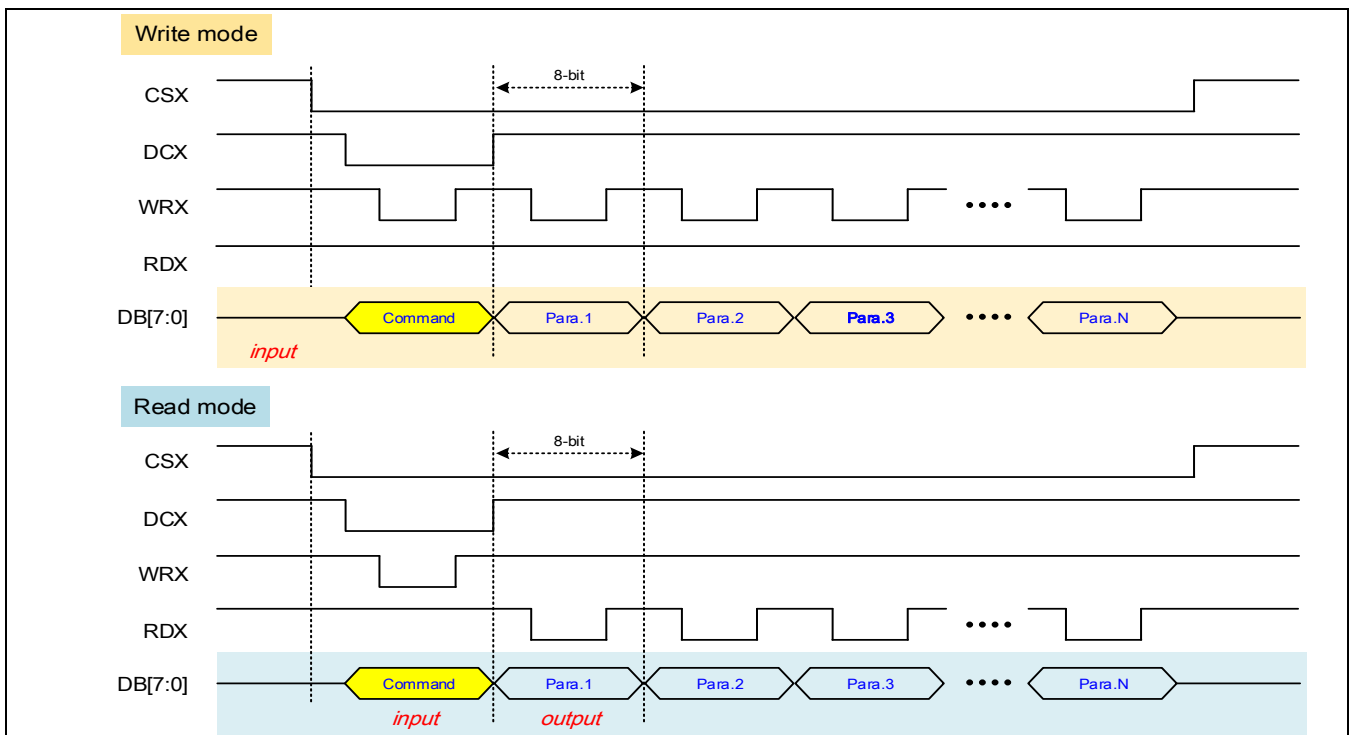 Write mode
8-bit
CSX
DCX
WRX
RDX
DB[7:0] Command Para.1 Para.2 Para.3 Para.N
input
Read mode
8-bit
CSX
DCX
WRX
RDX
DB[7:0] Command Para.1 Para.2 Para.3 Para.N
input output